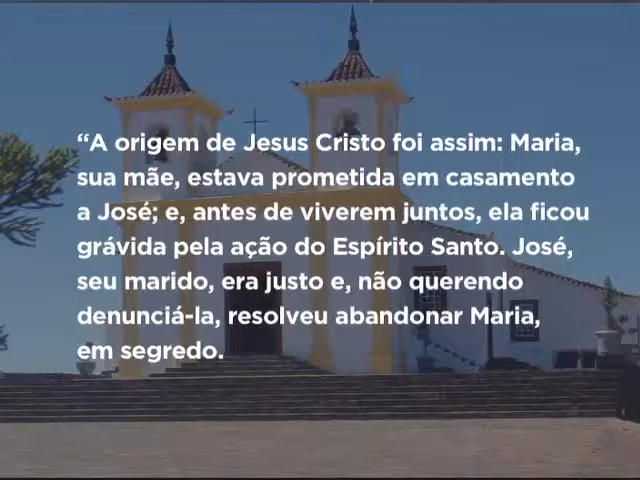 “A origem de Jesus Cristo foi assim: Maria,
sua mãe, estava prometida em casamento
a José; e, antes de viverem juntos, ela ficou
grávida pela ação do Espírito Santo. José,
seu marido, era justo e, não querendo
denunciá-la, resolveu abandonar Maria,
em segredo.